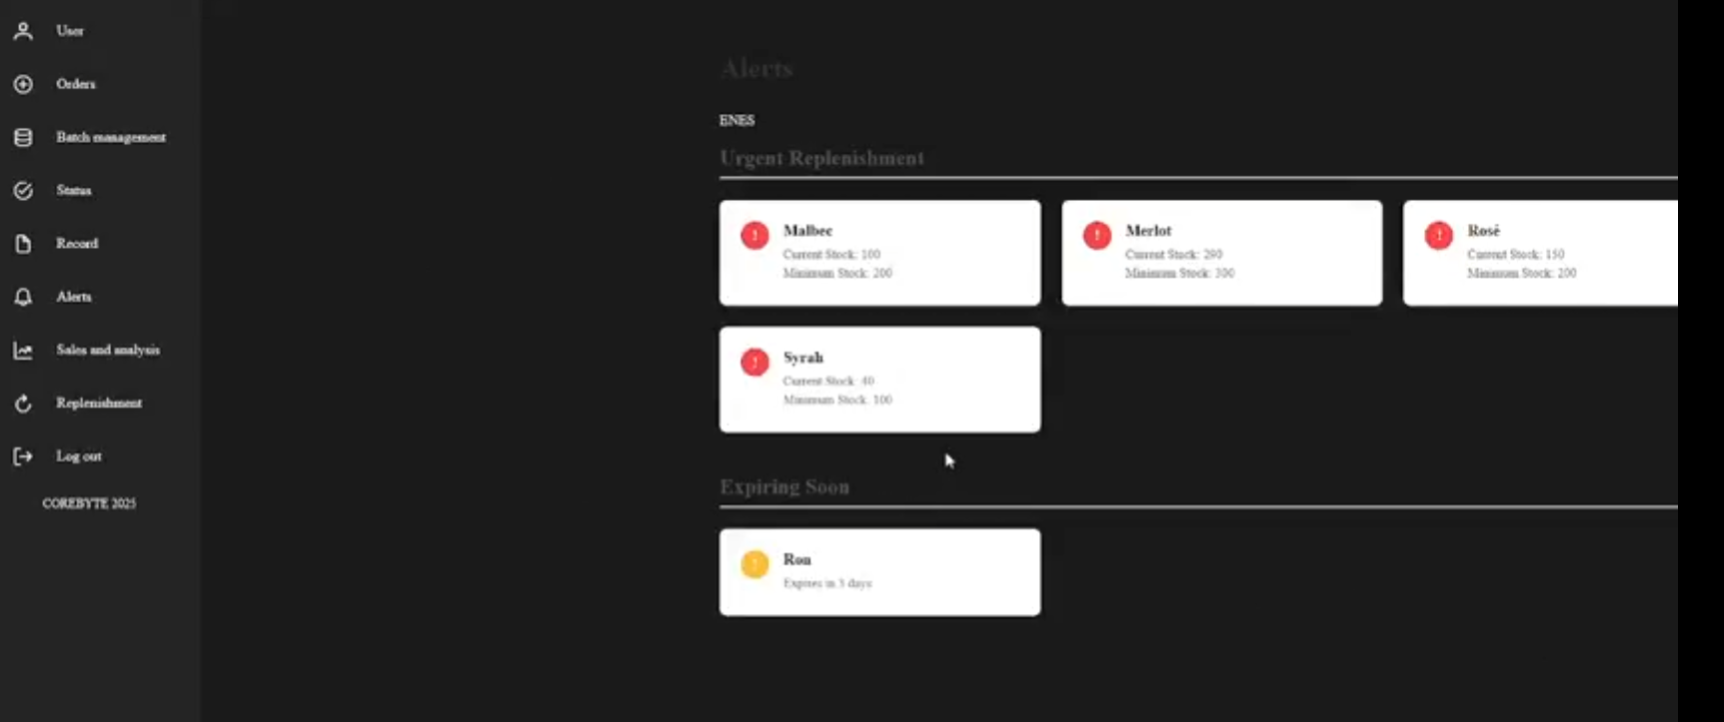 User
Orders
Batch management
Status
Record
Alerts
Sales and analysis
Replenishment
Log out
COREBYTE 2025
Alerts
ENES
Urgent Replenishment
Malbec
Current Stock: 100
Minimum Stock: 200
Merlot
Current Stock: 290
Minimum Stock: 300
Rosé
Current Stock: 150
Minimum Stock: 200
Syrah
Current Stock: 40
Minimum Stock: 100
Expiring Soon
Ron
Expires in 3 days